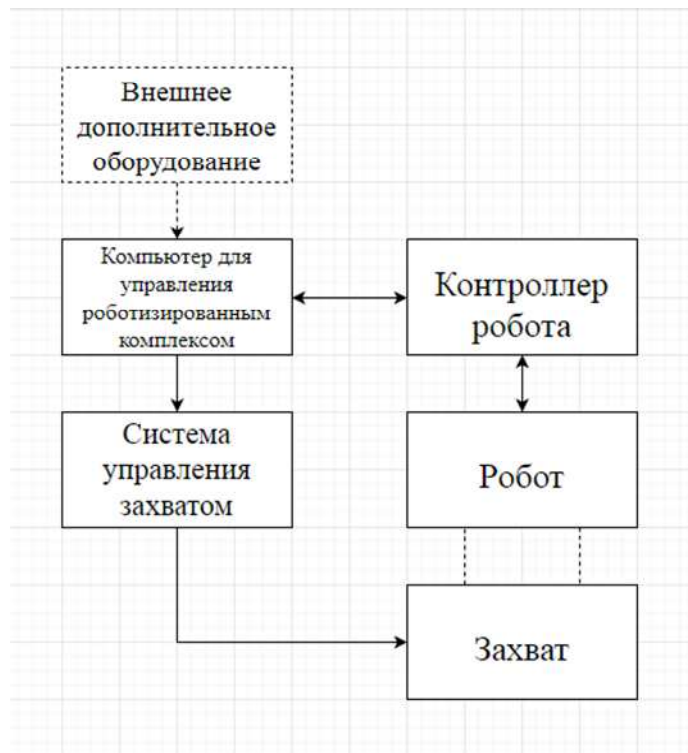 Внешнее
дополнительное
оборудование
Компьютер для
управления
роботизированным
комплексом
Контроллер
робота
Система
управления
захватом
Робот
Захват